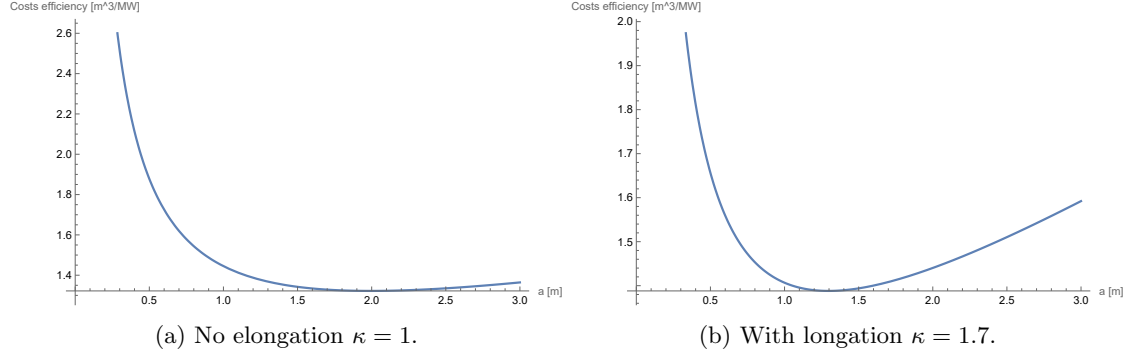 Costs efficiency [m^3/MW]
2.6
2.4
2.2
2.0
1.8
1.6
1.4
0.5 1.0 1.5 2.0 2.5 3.0
a [m]
(a) No elongation κ = 1.
Costs efficiency [m^3/MW]
2.0
1.9
1.8
1.7
1.6
1.5
0.5 1.0 1.5 2.0 2.5 3.0
a [m]
(b) With longation κ = 1.7.